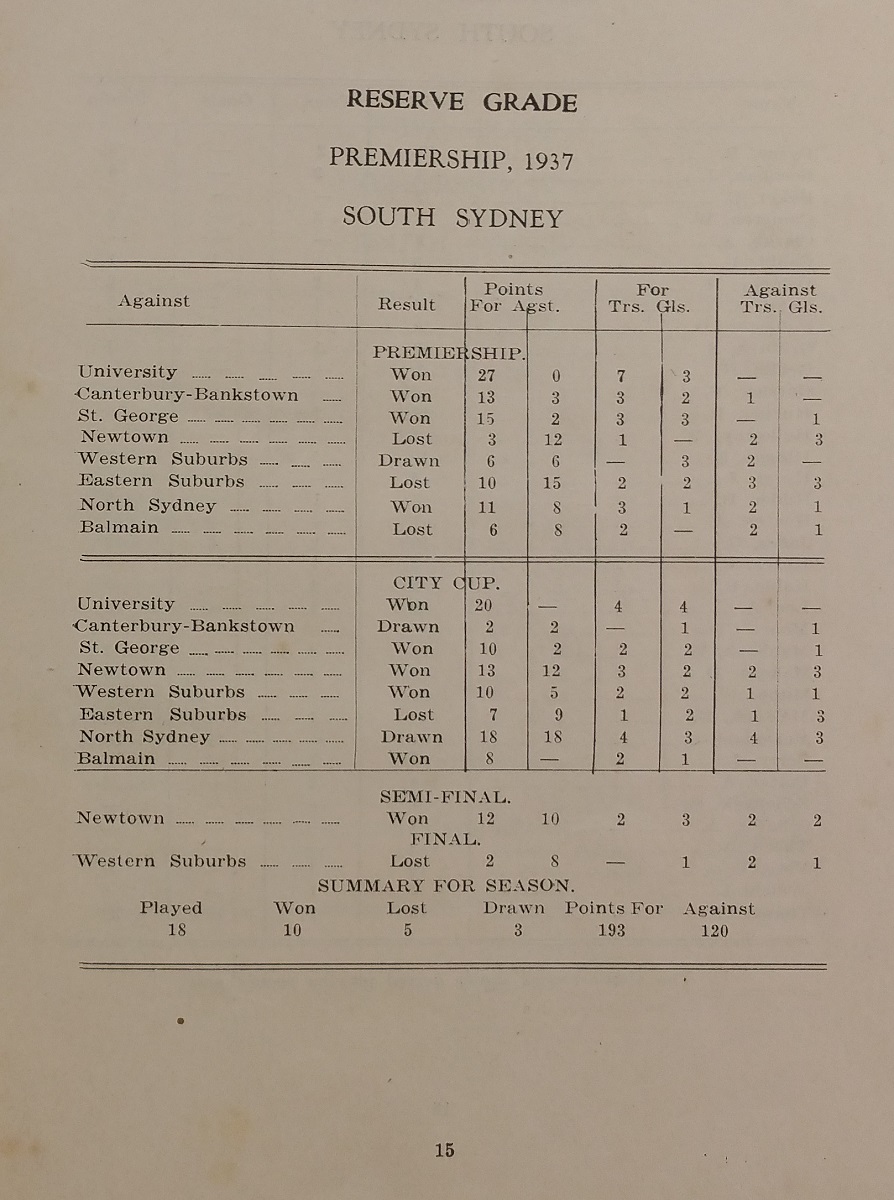 RESERVE GRADE
PREMIERSHIP, 1937
SOUTH SYDNEY
Against Result Points For Agst. For Trs. Gls. Against Trs. Gls.
PREMIERSHIP.
University ...... ...... ...... ...... ...... Won 27 0 7 3 — —
Canterbury-Bankstown ...... Won 13 3 3 2 1 —
St. George ...... ...... ...... ...... ...... ...... Won 15 2 3 3 — 1
Newtown ...... ...... ...... ...... ...... ...... Lost 3 12 1 — 2 3
Western Suburbs ...... ...... ...... Drawn 6 6 — 3 2 —
Eastern Suburbs ...... ...... ...... Lost 10 15 2 2 3 3
North Sydney ...... ...... ...... ...... Won 11 8 3 1 2 1
Balmain ...... ...... ...... ...... ...... ...... Lost 6 8 2 — 2 1
CITY CUP.
University ...... ...... ...... ...... ...... Won 20 — 4 4 — —
Canterbury-Bankstown ...... Drawn 2 2 — 1 — 1
St. George ...... ...... ...... ...... ...... ...... Won 10 2 2 2 — 1
Newtown ...... ...... ...... ...... ...... ...... Won 13 12 3 2 2 3
Western Suburbs ...... ...... ...... Won 10 5 2 2 1 1
Eastern Suburbs ...... ...... ...... Lost 7 9 1 2 1 3
North Sydney ...... ...... ...... ...... ...... Drawn 18 18 4 3 4 3
Balmain ...... ...... ...... ...... ...... ...... Won 8 — 2 1 — —
SEMI-FINAL.
Newtown ...... ...... ...... ...... ...... ...... Won 12 10 2 3 2 2
FINAL.
Western Suburbs ...... ...... ...... Lost 2 8 — 1 2 1
SUMMARY FOR SEASON.
Played Won Lost Drawn Points For Against
18 10 5 3 193 120
15